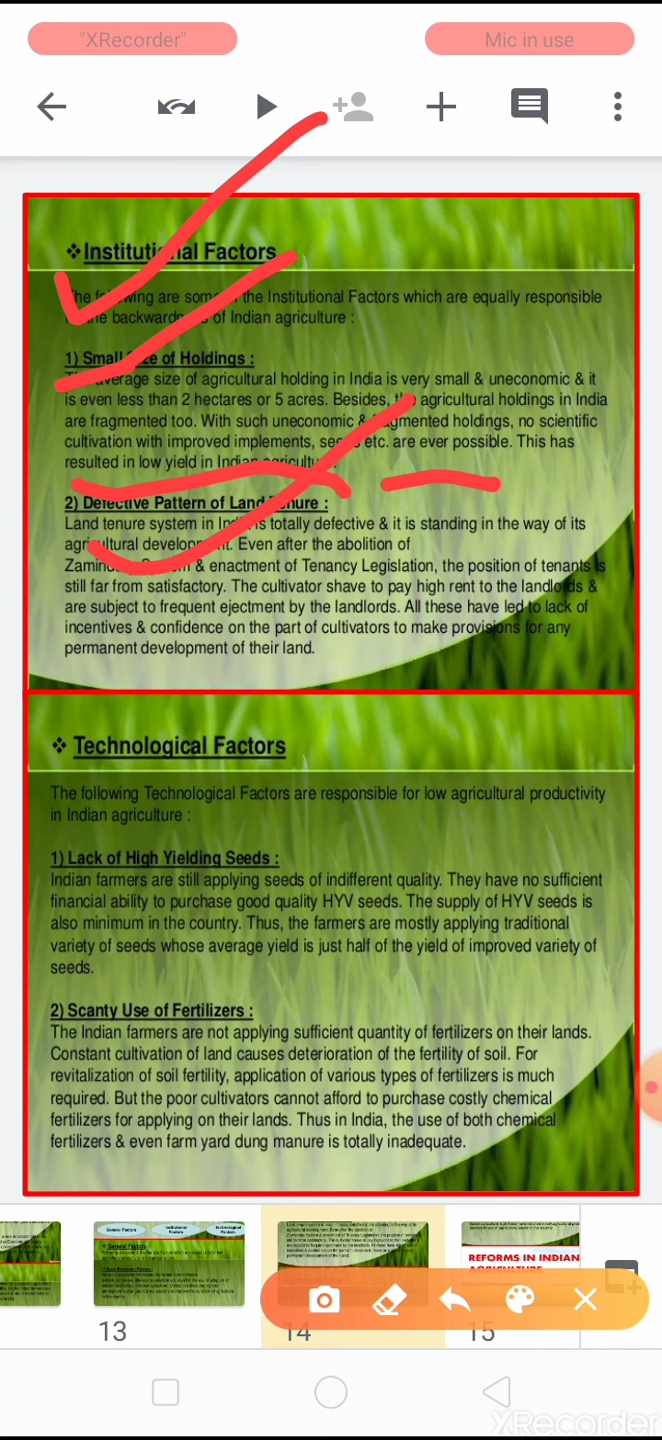 "XRecorder"
Mic in use
❖Institutional Factors
The following are some of the Institutional Factors which are equally responsible
the backwardness of Indian agriculture :
1) Small Size of Holdings :
The average size of agricultural holding in India is very small & uneconomic & it
is even less than 2 hectares or 5 acres. Besides, the agricultural holdings in India
are fragmented too. With such uneconomic & fragmented holdings, no scientific
cultivation with improved implements, seeds etc. are ever possible. This has
resulted in low yield in Indian agriculture.
2) Defective Pattern of Land Tenure :
Land tenure system in India is totally defective & it is standing in the way of its
agricultural development. Even after the abolition of
& enactment of Tenancy Legislation, the position of tenants is
still far from satisfactory. The cultivator shave to pay high rent to the landlords &
are subject to frequent ejectment by the landlords. All these have led to lack of
incentives & confidence on the part of cultivators to make provisions for any
permanent development of their land.
❖ Technological Factors
The following Technological Factors are responsible for low agricultural productivity
in Indian agriculture :
1) Lack of High Yielding Seeds :
Indian farmers are still applying seeds of indifferent quality. They have no sufficient
financial ability to purchase good quality HYV seeds. The supply of HYV seeds is
also minimum in the country. Thus, the farmers are mostly applying traditional
variety of seeds whose average yield is just half of the yield of improved variety of
seeds.
2) Scanty Use of Fertilizers :
The Indian farmers are not applying sufficient quantity of fertilizers on their lands.
Constant cultivation of land causes deterioration of the fertility of soil. For
revitalization of soil fertility, application of various types of fertilizers is much
required. But the poor cultivators cannot afford to purchase costly chemical
fertilizers for applying on their lands. Thus in India, the use of both chemical
fertilizers & even farm yard dung manure is totally inadequate.
General Factors
Institutional Factors
Technological Factors
General Factors
REFORMS IN INDIAN
AGRICULTURE
13
14
15
XRecorder